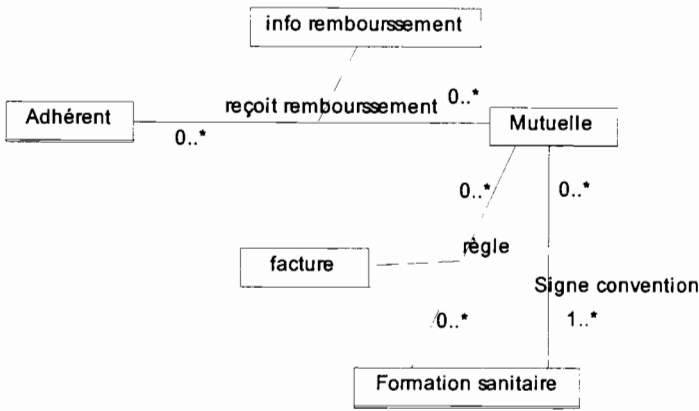 info rembourssement
reçoit rembourssement
0..*
Adhérent
0..*
Mutuelle
0..*
0..*
règle
facture
Signe convention
0..*
1..*
Formation sanitaire